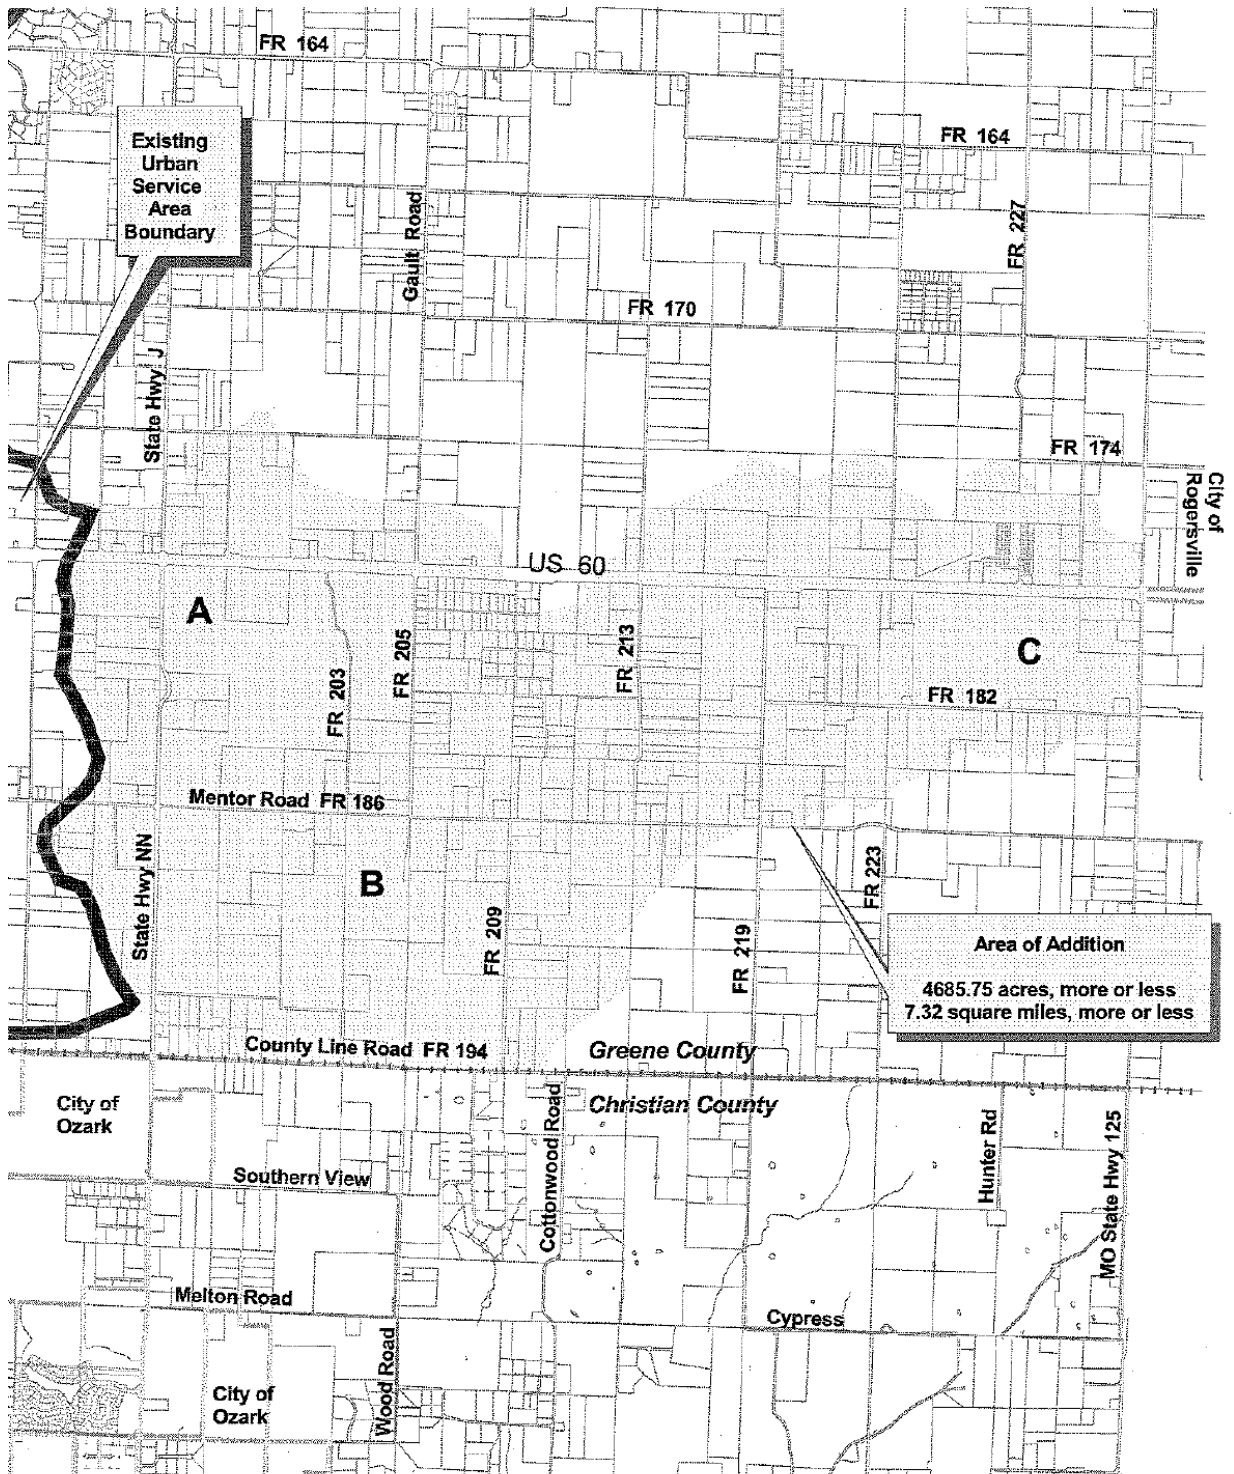 FR 164
Existing
Urban
Service
Area
Boundary
FR 164
Gault Road
FR 227
FR 170
State Hwy J
FR 174
City of
Rogersville
US 60
A
FR 203
FR 205
FR 213
C
FR 182
Mentor Road FR 186
State Hwy NN
B
FR 209
FR 219
FR 223
Area of Addition
4685.75 acres, more or less
7.32 square miles, more or less
County Line Road FR 194
Greene County
Christian County
City of
Ozark
Southern View
Cottonwood Road
Hunter Rd
MO State Hwy 125
Melton Road
Cypress
Wood Road
City of
Ozark